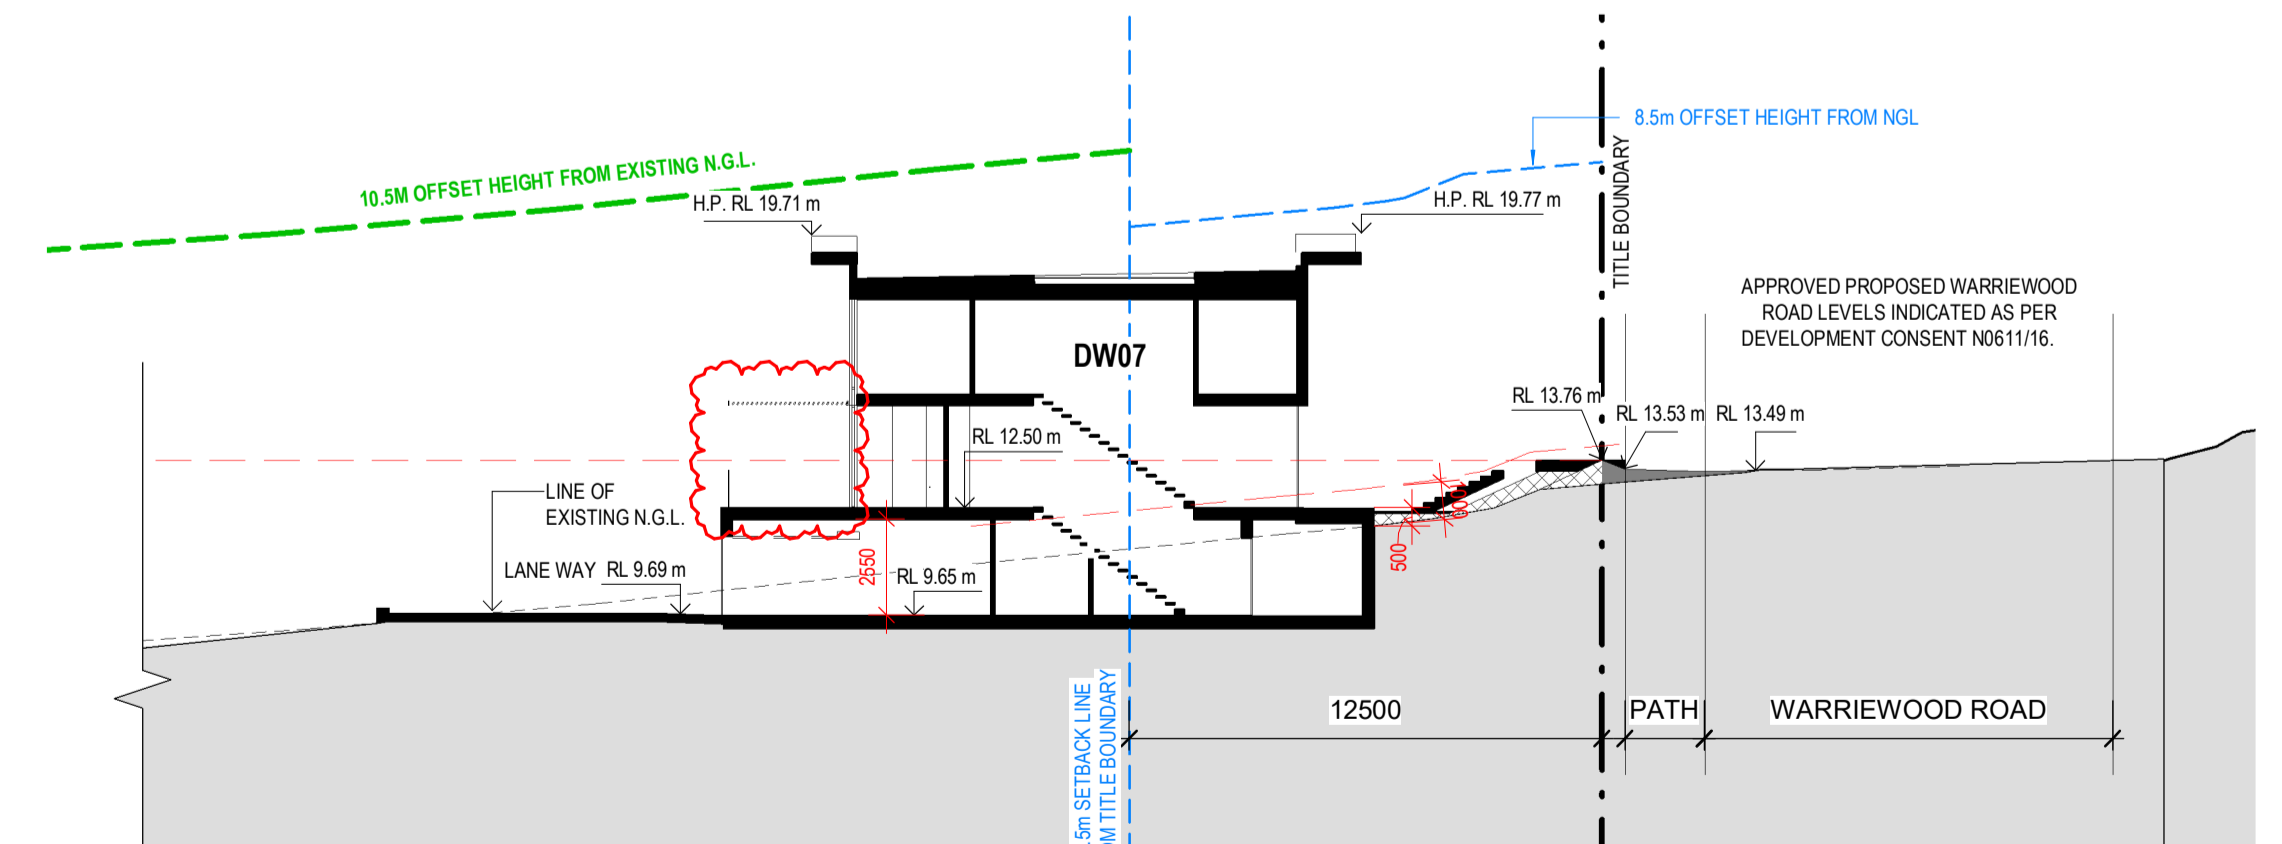 8.5m OFFSET HEIGHT FROM NGL
10.5M OFFSET HEIGHT FROM EXISTING N.G.L.
H.P. RL 19.71 m
H.P. RL 19.77 m
TITLE BOUNDARY
APPROVED PROPOSED WARRIEWOOD
ROAD LEVELS INDICATED AS PER
DEVELOPMENT CONSENT N0611/16.
DW07
RL 13.76 m
RL 13.53 m
RL 13.49 m
RL 12.50 m
LINE OF
EXISTING N.G.L.
1000
500
2550
LANE WAY
RL 9.69 m
RL 9.65 m
.5m SETBACK LINE
OM TITLE BOUNDARY
12500
PATH
WARRIEWOOD ROAD